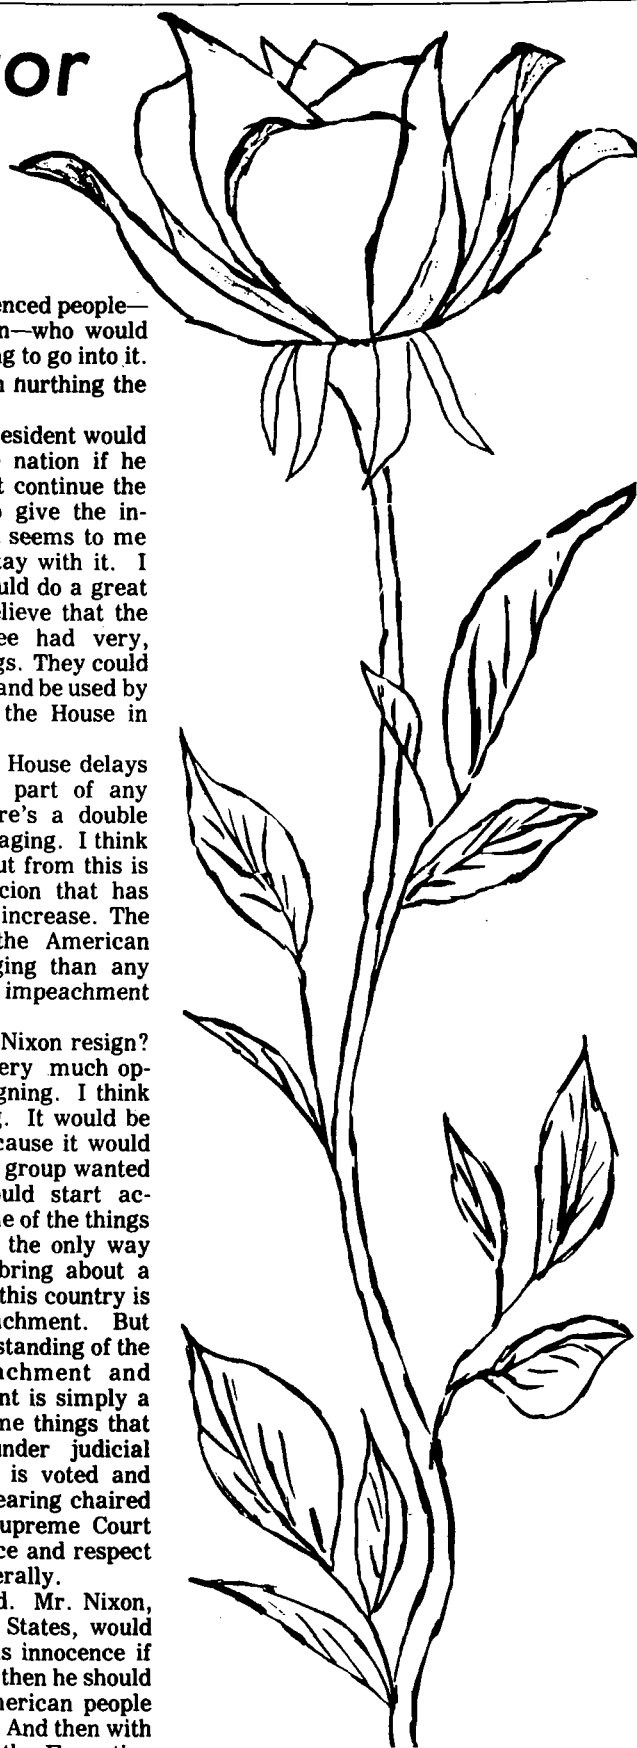 or
enced people—
n—who would
g to go into it.
n nurthing the
esident would
nation if he
t continue the
o give the in-
seems to me
tay with it. I
uld do a great
elieve that the
ee had very,
gs. They could
and be used by
the House in
House delays
part of any
re's a double
aging. I think
ut from this is
cion that has
increase. The
the American
ging than any
impeachment
Nixon resign?
ery much op-
gning. I think
g. It would be
cause it would
group wanted
ould start ac-
e of the things
the only way
bring about a
this country is
achment. But
standing of the
achment and
nt is simply a
me things that
under judicial
is voted and
earing chaired
upreme Court
ce and respect
erally.
d. Mr. Nixon,
States, would
s innocence if
then he should
merican people
And then with